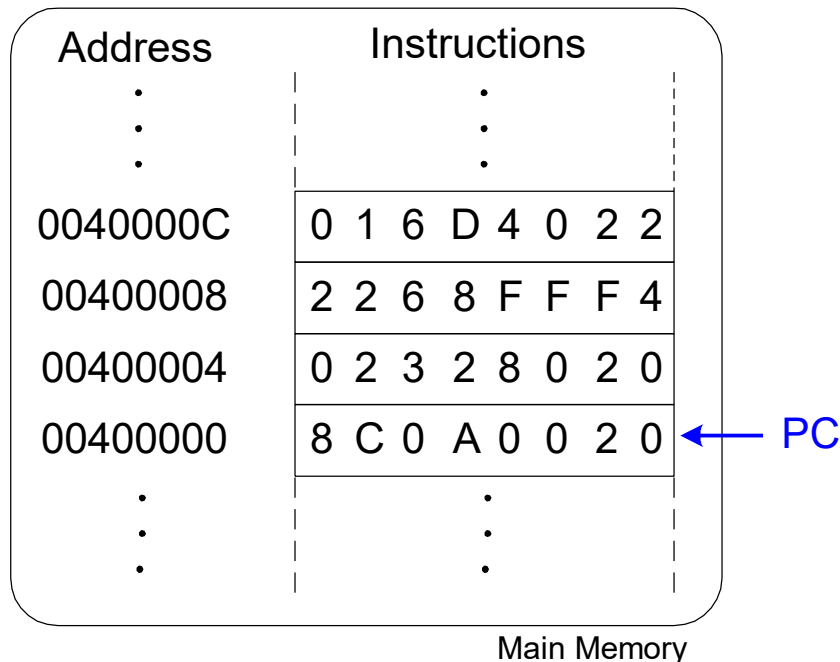 Address Instructions
0040000C 0 1 6 D 4 0 2 2
00400008 2 2 6 8 F F F 4
00400004 0 2 3 2 8 0 2 0
00400000 8 C 0 A 0 0 2 0 PC
Main Memory